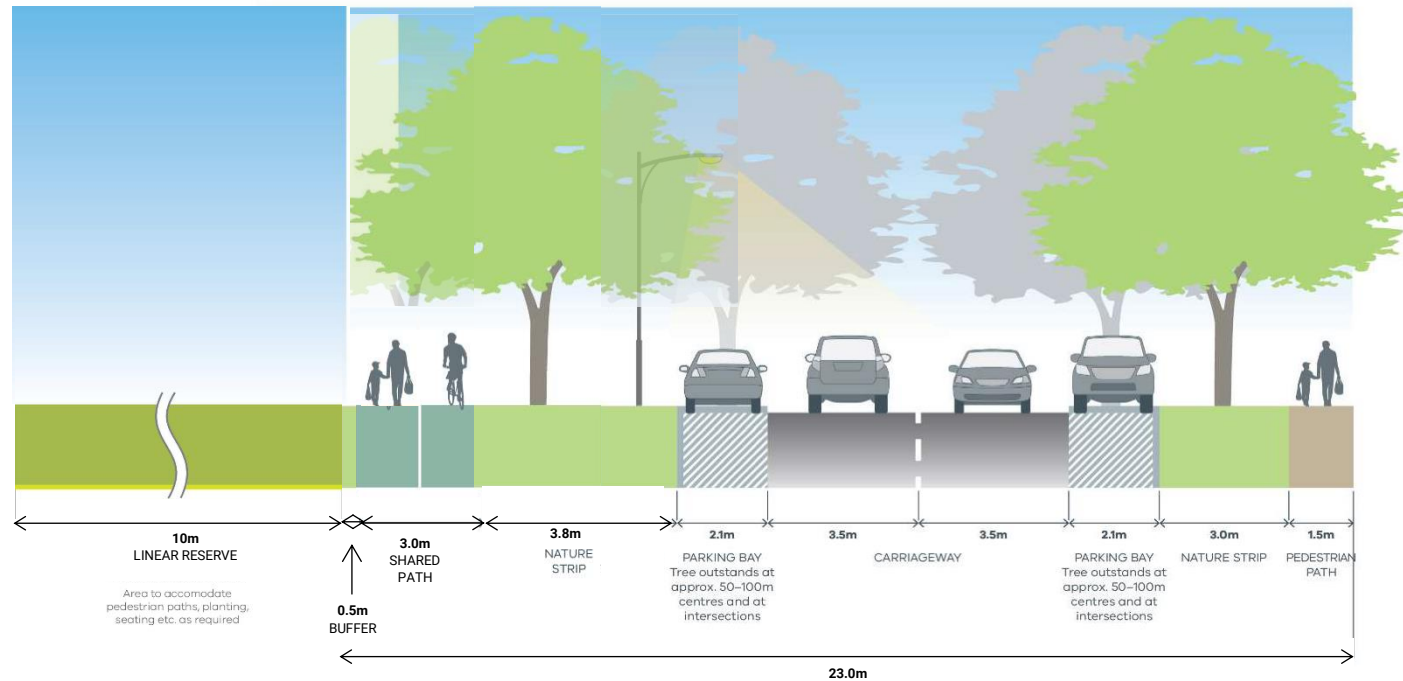 10m
LINEAR RESERVE
Area to accomodate
pedestrian paths, planting,
seating etc. as required
0.5m
BUFFER
3.0m
SHARED
PATH
3.8m
NATURE
STRIP
2.1m
PARKING BAY
Tree outstands at
approx. 50–100m
centres and at
intersections
3.5m
3.5m
CARRIAGEWAY
2.1m
PARKING BAY
Tree outstands at
approx. 50–100m
centres and at
intersections
3.0m
NATURE STRIP
1.5m
PEDESTRIAN
PATH
23.0m